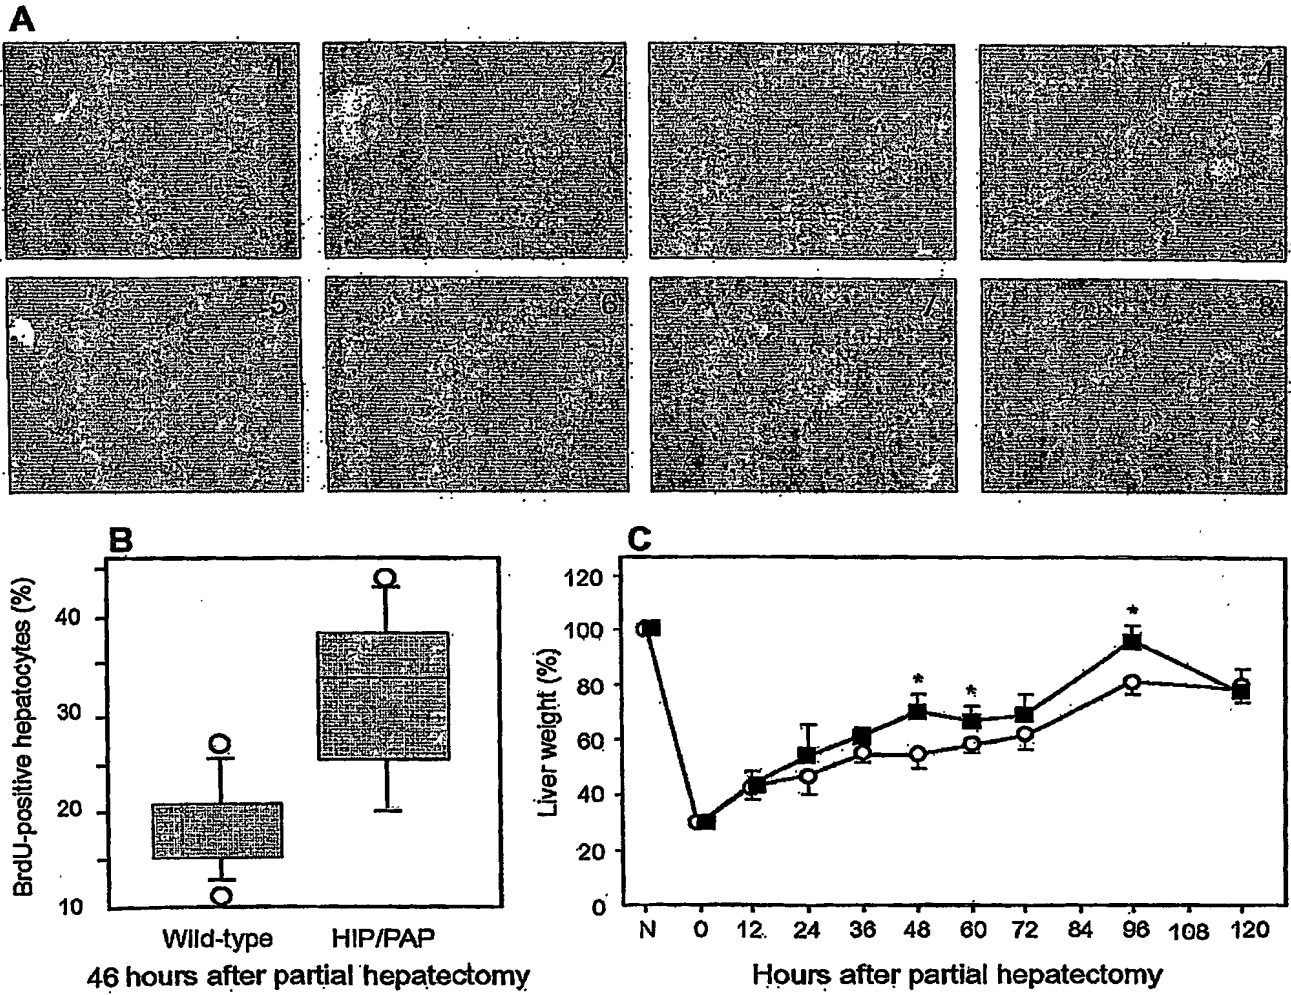 A
1 2 3 4
5 6 7 8
B
BrdU-positive hepatocytes (%)
40
30
20
10
Wild-type HIP/PAP
46 hours after partial hepatectomy
C
Liver weight (%)
120
100
80
60
40
20
0
* * *
N 0 12 24 36 48 60 72 84 96 108 120
Hours after partial hepatectomy